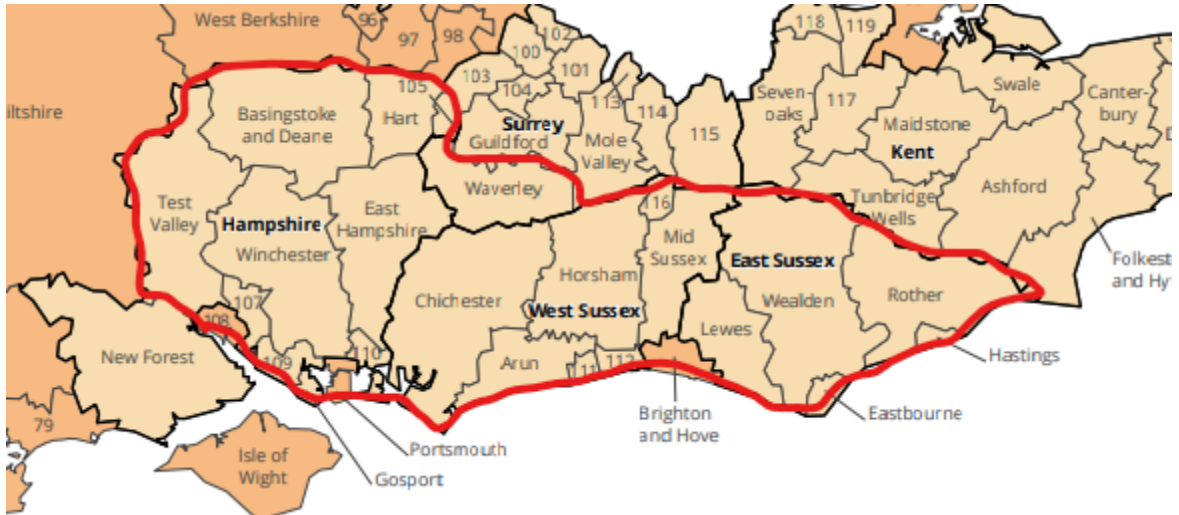 118
119
West Berkshire
96
97
98
102
100
101
103
104
105
113
114
115
Seven-
oaks
117
Swale
Canter-
bury
iltshire
Basingstoke
and Deane
Hart
Surrey
Guildford
Mole
Valley
Maidstone
Kent
Ashford
Waverley
Tunbridge
Wells
Test
Valley
Hampshire
Winchester
East
Hampshire
116
Mid
Sussex
East Sussex
Folkest
and Hy
Horsham
Chichester
West Sussex
Wealden
Rother
107
108
109
110
Lewes
New Forest
Arun
11
112
Hastings
Brighton
and Hove
Eastbourne
79
Isle of
Wight
Portsmouth
Gosport